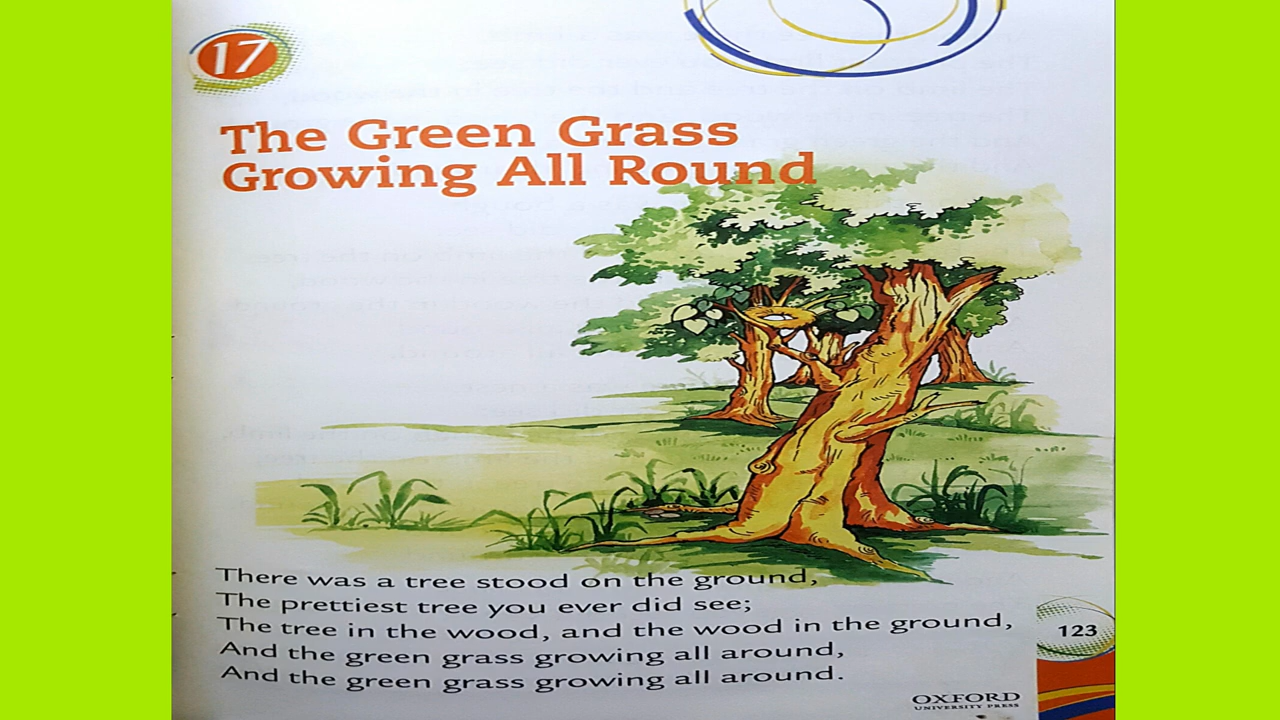 17
The Green Grass
Growing All Round
There was a tree stood on the ground,
The prettiest tree you ever did see;
The tree in the wood, and the wood in the ground,
And the green grass growing all around,
And the green grass growing all around.
123
OXFORD
UNIVERSITY PRESS